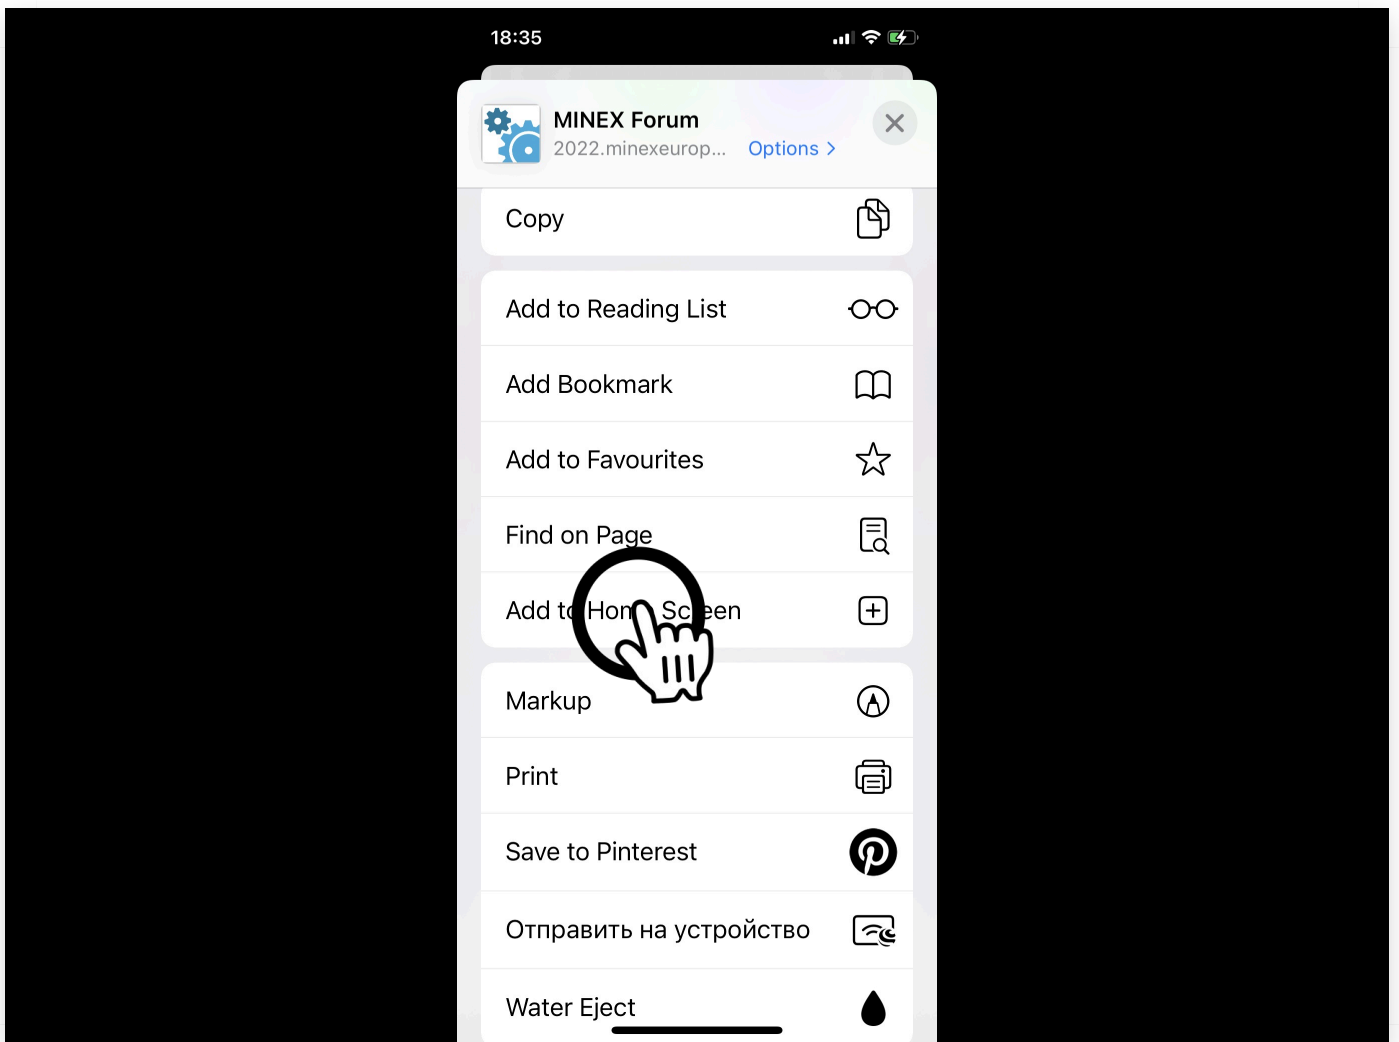 18:35
MINEX Forum
2022.minexeurop... Options
Copy
Add to Reading List
Add Bookmark
Add to Favourites
Find on Page
Add to Home Screen
Markup
Print
Save to Pinterest
Отправить на устройство
Water Eject